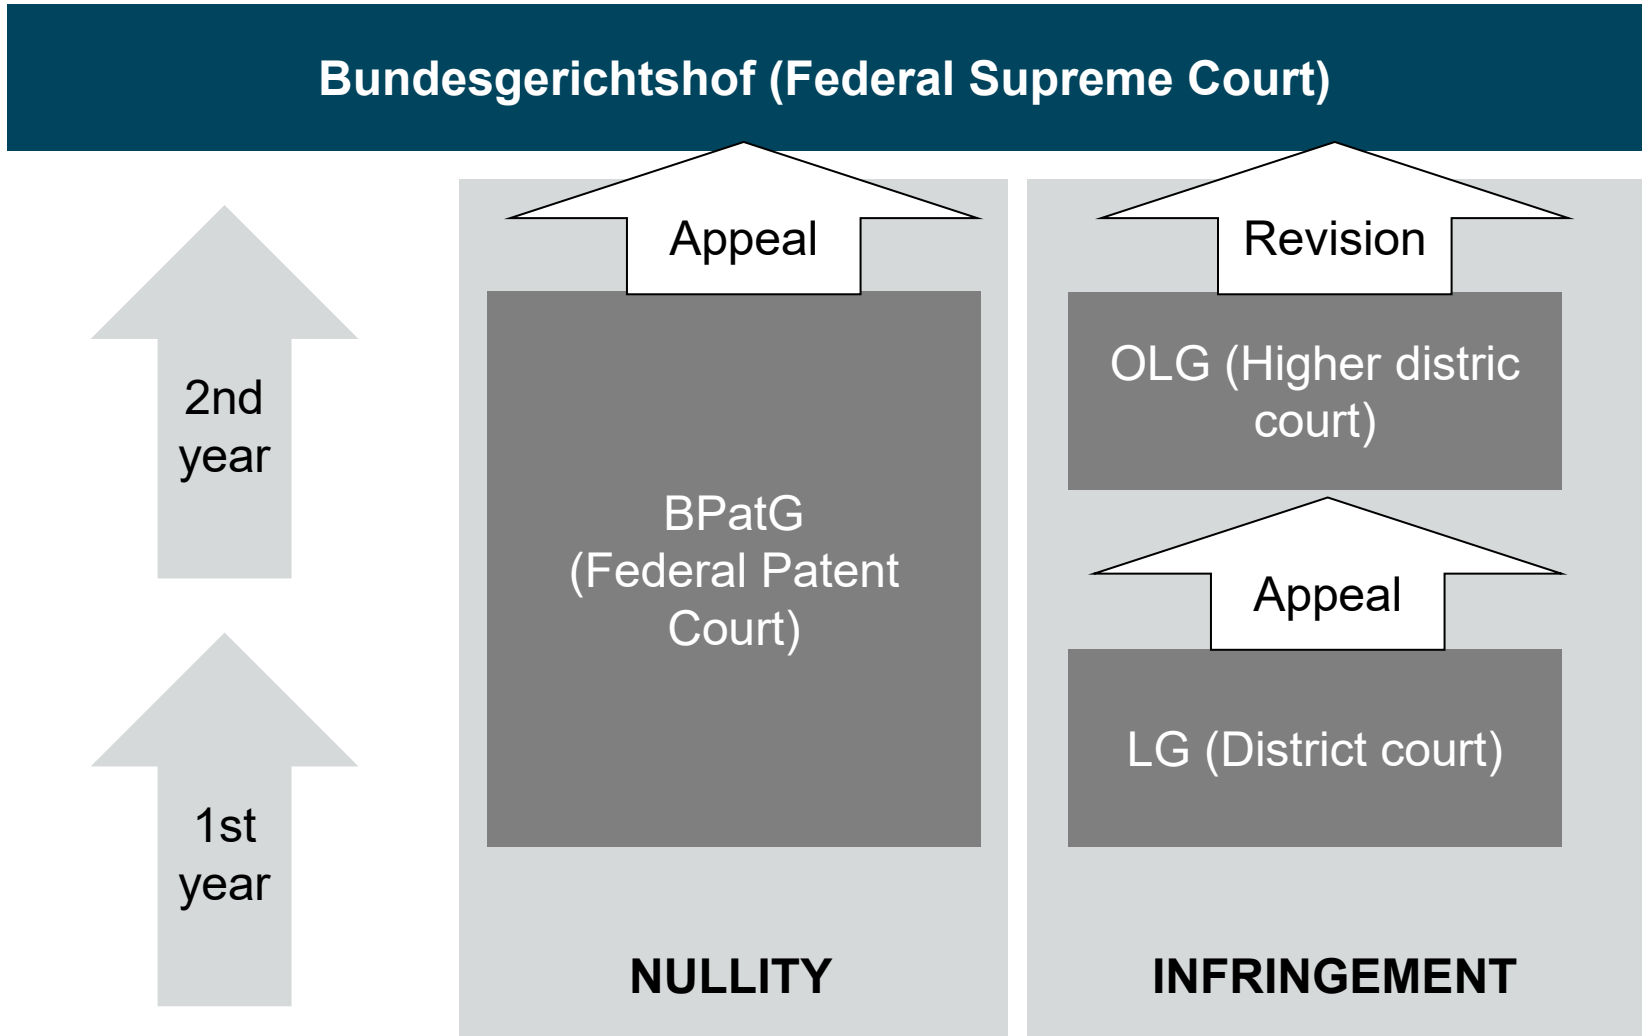 Bundesgerichtshof (Federal Supreme Court)
2nd
year
1st
year
Appeal
BPatG
(Federal Patent
Court)
NULLITY
Revision
OLG (Higher distric
court)
Appeal
LG (District court)
INFRINGEMENT